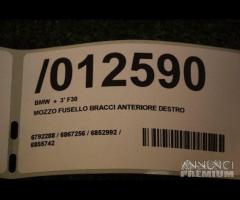 /012590
BMW + 3' F30
MOZZO FUSELLO BRACCI ANTERIORE DESTRO
6792288 / 6867256 / 6852992 /
6855742
ANNUNCI
PREMIUM